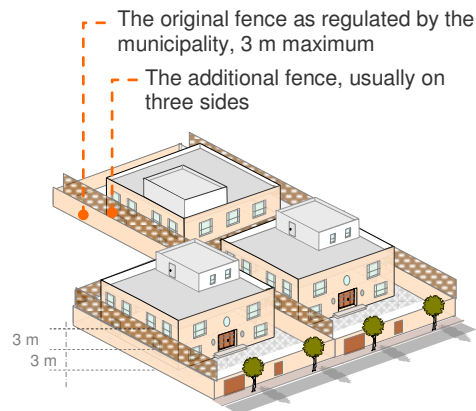 The original fence as regulated by the
municipality, 3 m maximum
The additional fence, usually on
three sides
3 m
3 m